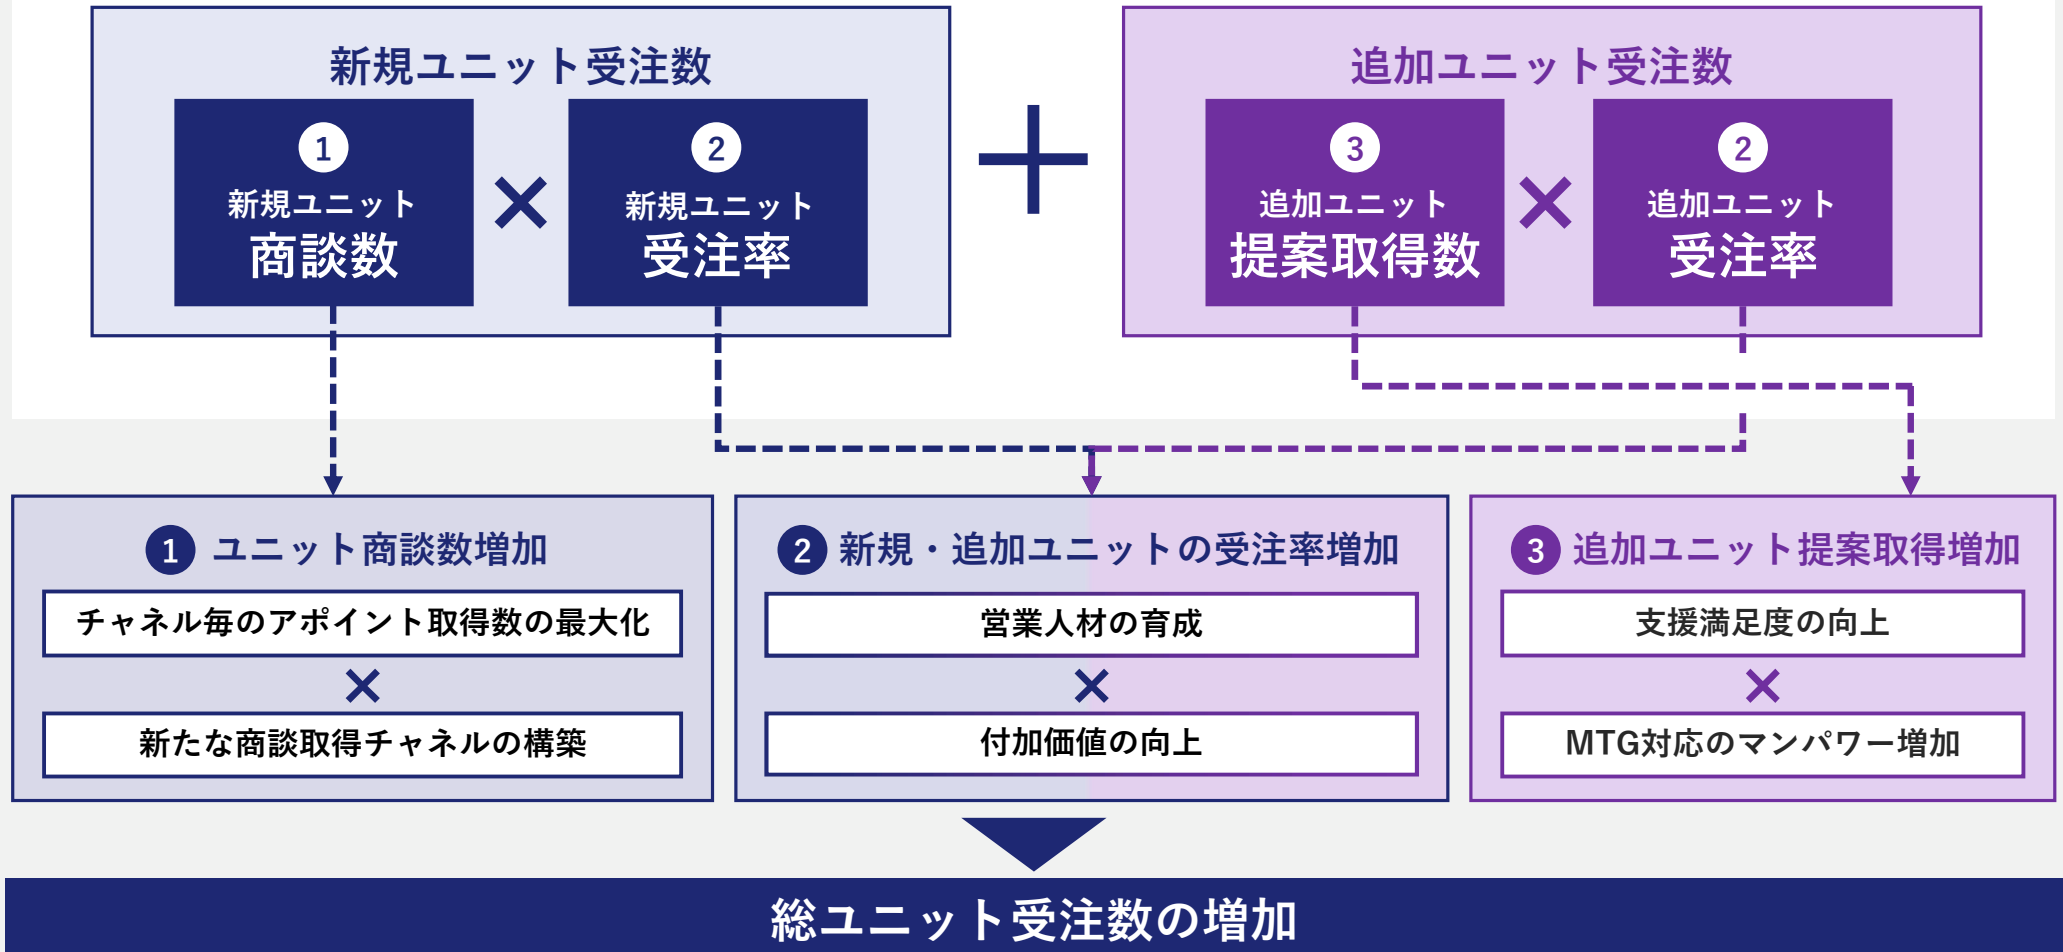 新規ユニット受注数
1
新規ユニット
商談数
×
2
新規ユニット
受注率
+
追加ユニット受注数
3
追加ユニット
提案取得数
×
2
追加ユニット
受注率
1 ユニット商談数増加
チャネル毎のアポイント取得数の最大化
×
新たな商談取得チャネルの構築
2 新規・追加ユニットの受注率増加
営業人材の育成
×
付加価値の向上
3 追加ユニット提案取得増加
支援満足度の向上
×
MTG対応のマンパワー増加
総ユニット受注数の増加